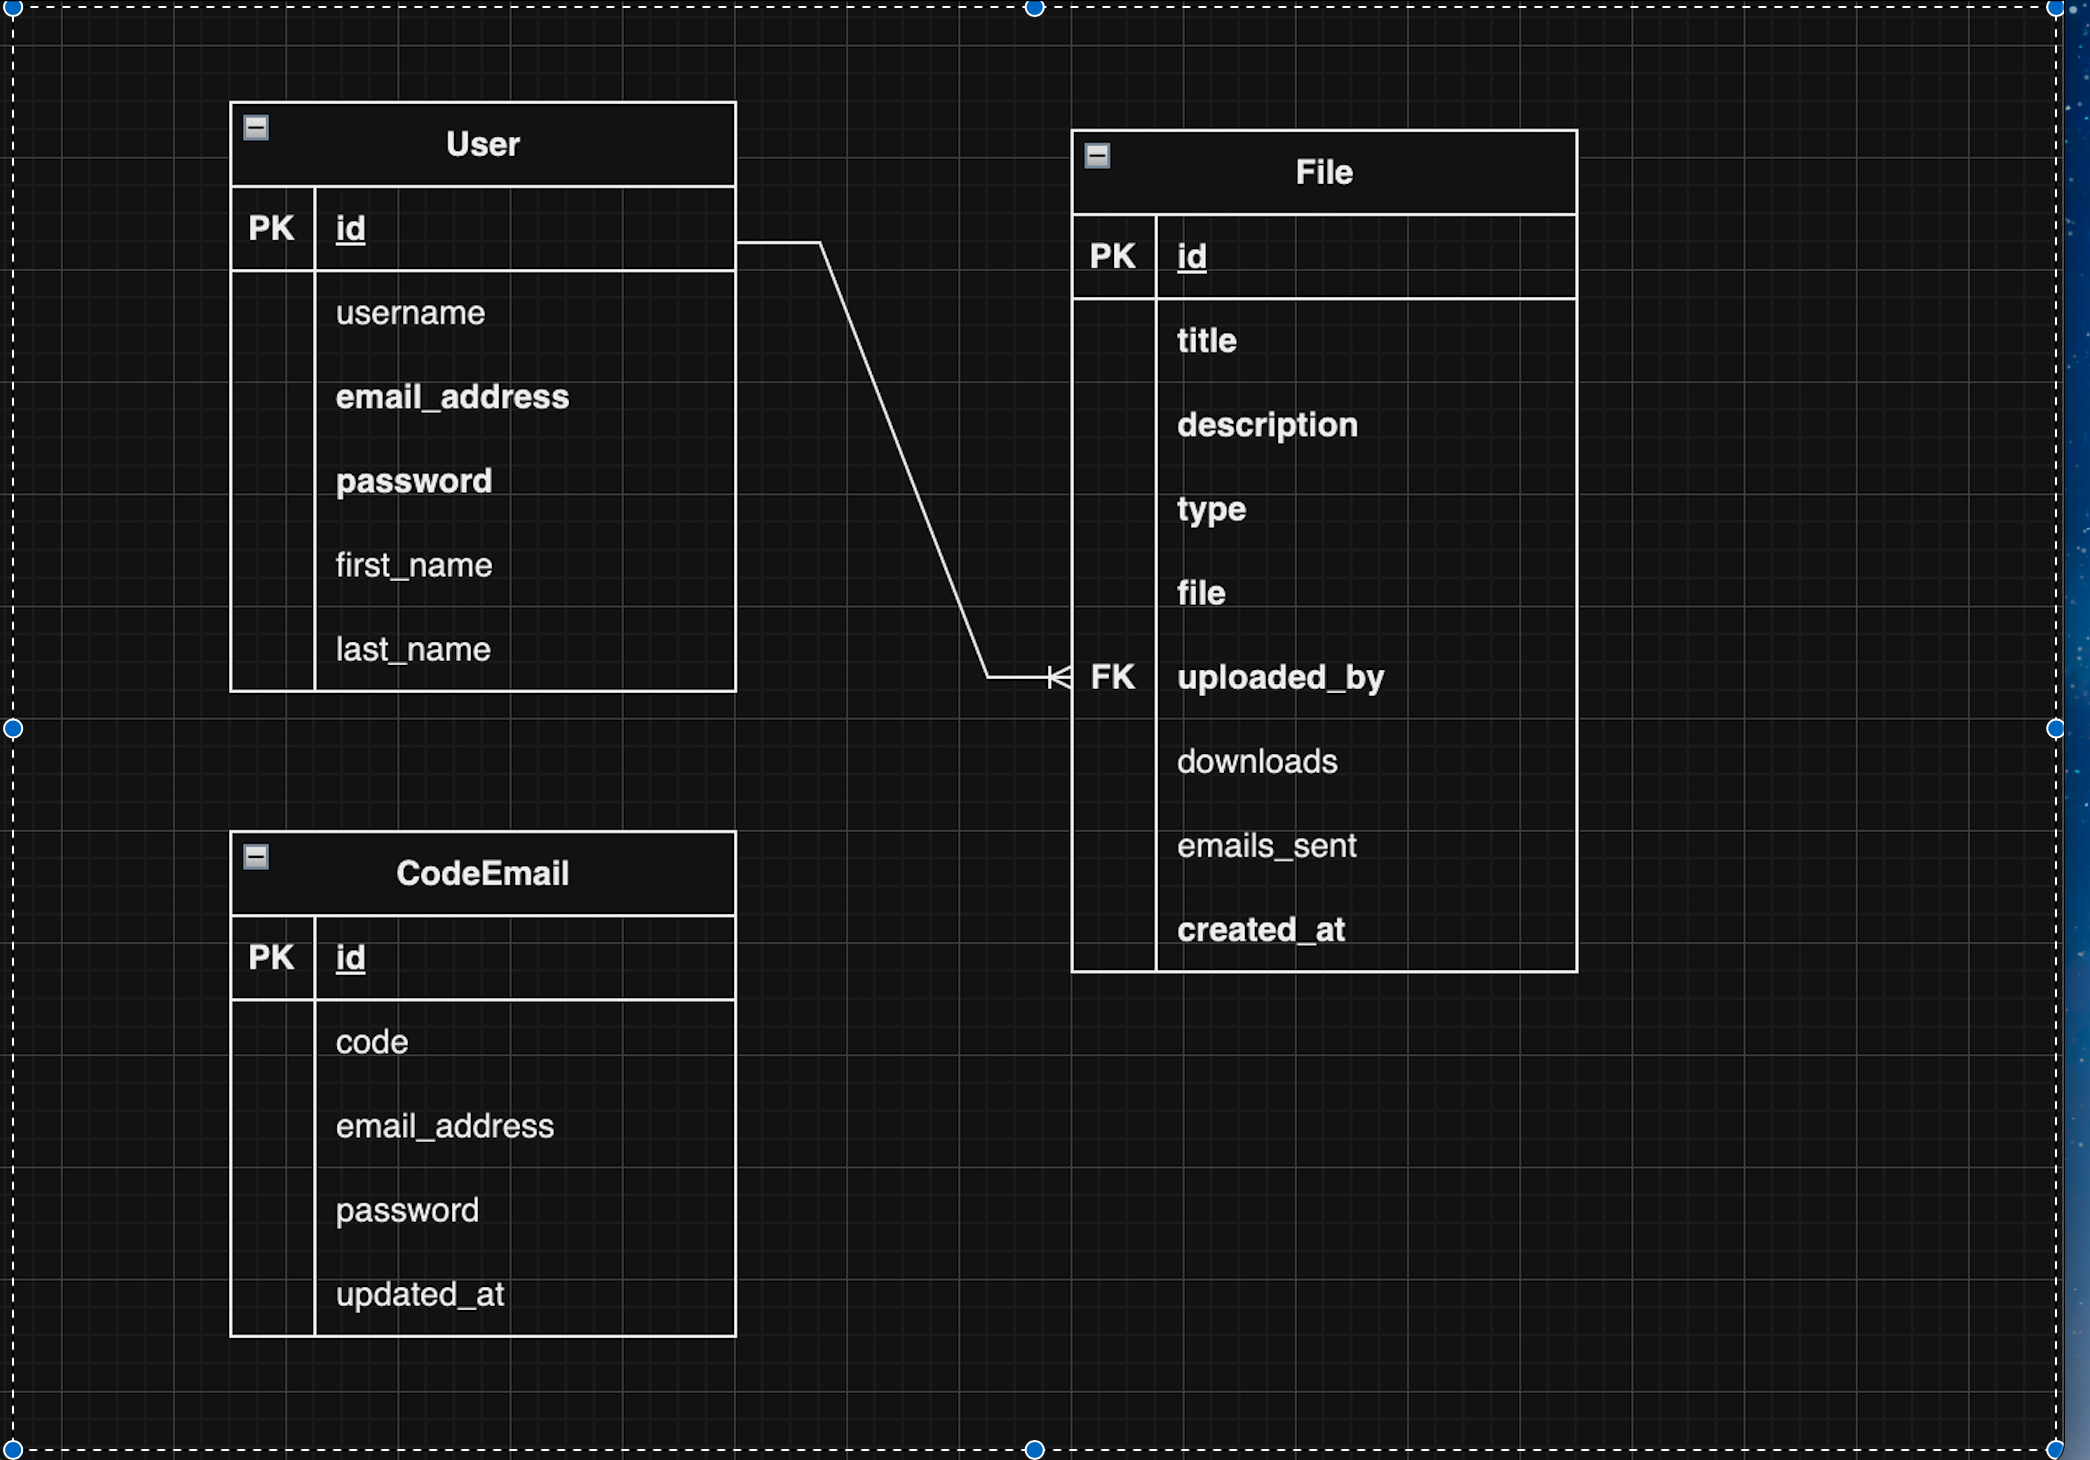 User
PK id
username
email_address
password
first_name
last_name
File
PK id
title
description
type
file
FK uploaded_by
downloads
emails_sent
created_at
CodeEmail
PK id
code
email_address
password
updated_at